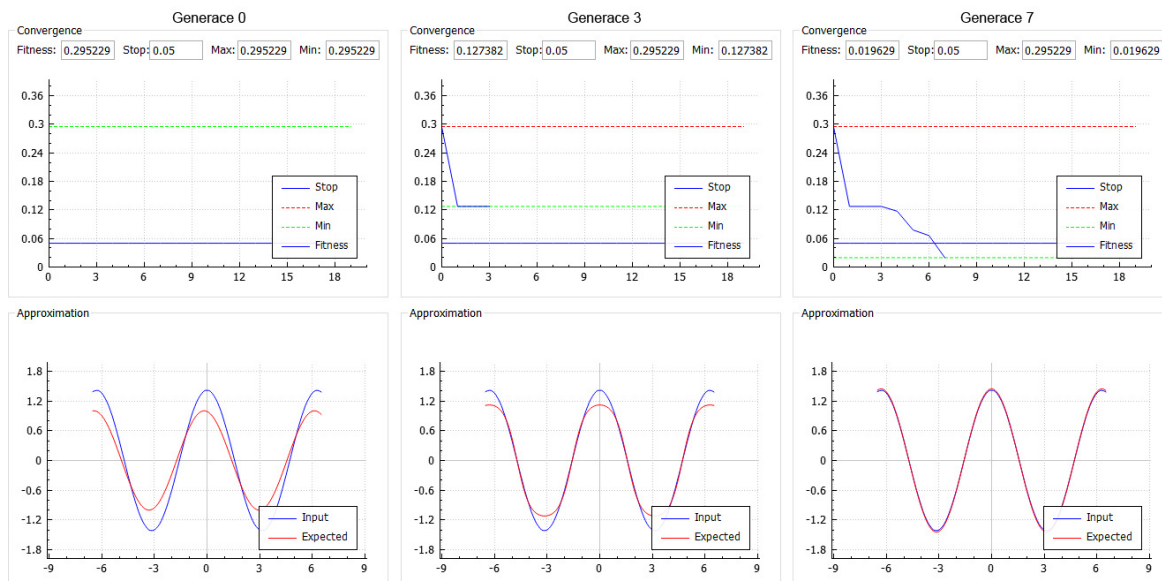 Generace 0
Convergence
Fitness: 0.295229 Stop: 0.05 Max: 0.295229 Min: 0.295229
0.36
0.3
0.24
0.18
0.12
0.06
0
0 3 6 9 12 15 18
Stop
Max
Min
Fitness
Approximation
1.8
1.2
0.6
0
-0.6
-1.2
-1.8
-9 -6 -3 0 3 6 9
Input
Expected
Generace 3
Convergence
Fitness: 0.127382 Stop: 0.05 Max: 0.295229 Min: 0.127382
0.36
0.3
0.24
0.18
0.12
0.06
0
0 3 6 9 12 15 18
Stop
Max
Min
Fitness
Approximation
1.8
1.2
0.6
0
-0.6
-1.2
-1.8
-9 -6 -3 0 3 6 9
Input
Expected
Generace 7
Convergence
Fitness: 0.019629 Stop: 0.05 Max: 0.295229 Min: 0.019629
0.36
0.3
0.24
0.18
0.12
0.06
0
0 3 6 9 12 15 18
Stop
Max
Min
Fitness
Approximation
1.8
1.2
0.6
0
-0.6
-1.2
-1.8
-9 -6 -3 0 3 6 9
Input
Expected